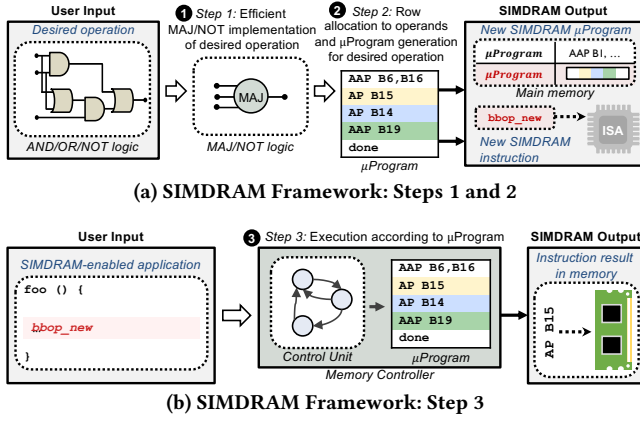 User Input
Desired operation
AND/OR/NOT logic
1 Step 1: Efficient
MAJ/NOT implementation
of desired operation
MAJ
MAJ/NOT logic
2 Step 2: Row
allocation to operands
and μProgram generation
for desired operation
AAP B6,B16
AP B15
AP B14
AAP B19
done
μProgram
SIMDRAM Output
New SIMDRAM μProgram
μProgram AAP B1, ...
μProgram
Main memory
bbop_new
ISA
New SIMDRAM
instruction
(a) SIMDRAM Framework: Steps 1 and 2
User Input
SIMDRAM-enabled application
foo () {
bbop_new
}
3 Step 3: Execution according to μProgram
Control Unit
AAP B6,B16
AP B15
AP B14
AAP B19
done
μProgram
Memory Controller
SIMDRAM Output
Instruction result
in memory
AP B15
(b) SIMDRAM Framework: Step 3